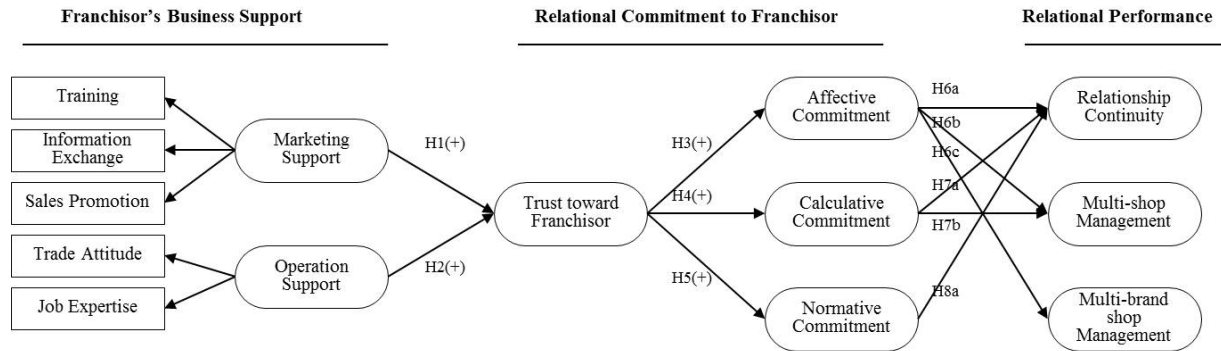 Franchisor's Business Support
Relational Commitment to Franchisor
Relational Performance
Training
Information
Exchange
Sales Promotion
Trade Attitude
Job Expertise
Marketing
Support
Operation
Support
H1(+)
H2(+)
Trust toward
Franchisor
H3(+)
H4(+)
H5(+)
Affective
Commitment
Calculative
Commitment
Normative
Commitment
H6a
H6b
H6c
H7a
H7b
H8a
Relationship
Continuity
Multi-shop
Management
Multi-brand
shop
Management